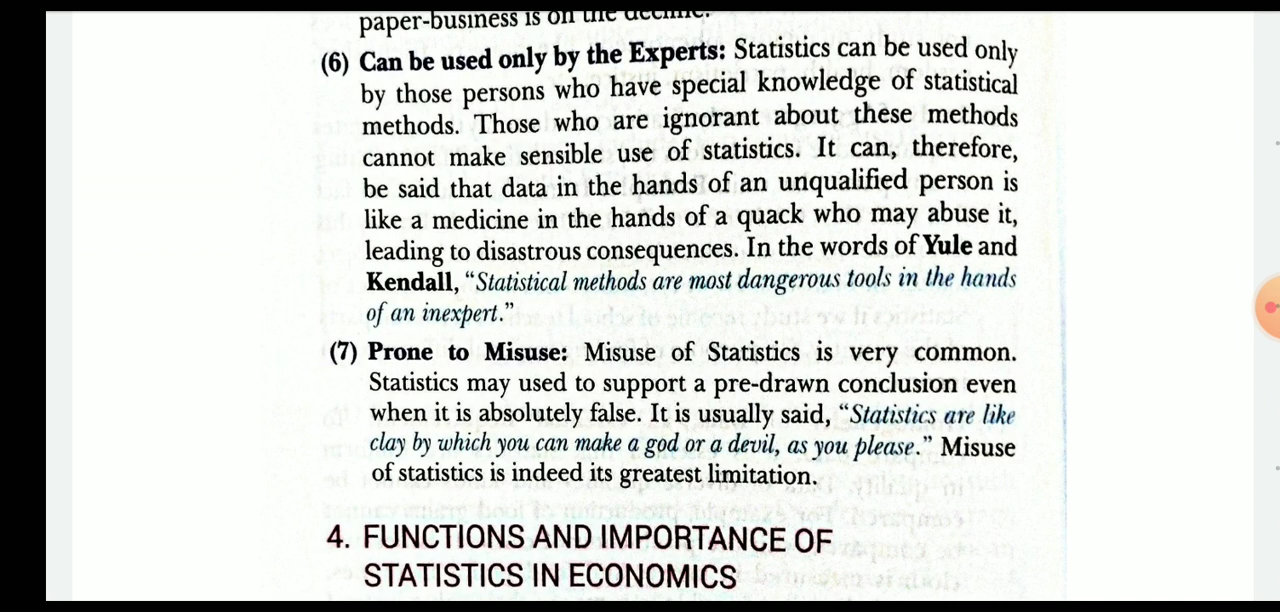 paper-business is on the decline.
(6) Can be used only by the Experts: Statistics can be used only
by those persons who have special knowledge of statistical
methods. Those who are ignorant about these methods
cannot make sensible use of statistics. It can, therefore,
be said that data in the hands of an unqualified person is
like a medicine in the hands of a quack who may abuse it,
leading to disastrous consequences. In the words of Yule and
Kendall, “Statistical methods are most dangerous tools in the hands
of an inexpert.”
(7) Prone to Misuse: Misuse of Statistics is very common.
Statistics may used to support a pre-drawn conclusion even
when it is absolutely false. It is usually said, “Statistics are like
clay by which you can make a god or a devil, as you please.” Misuse
of statistics is indeed its greatest limitation.
4. FUNCTIONS AND IMPORTANCE OF
STATISTICS IN ECONOMICS